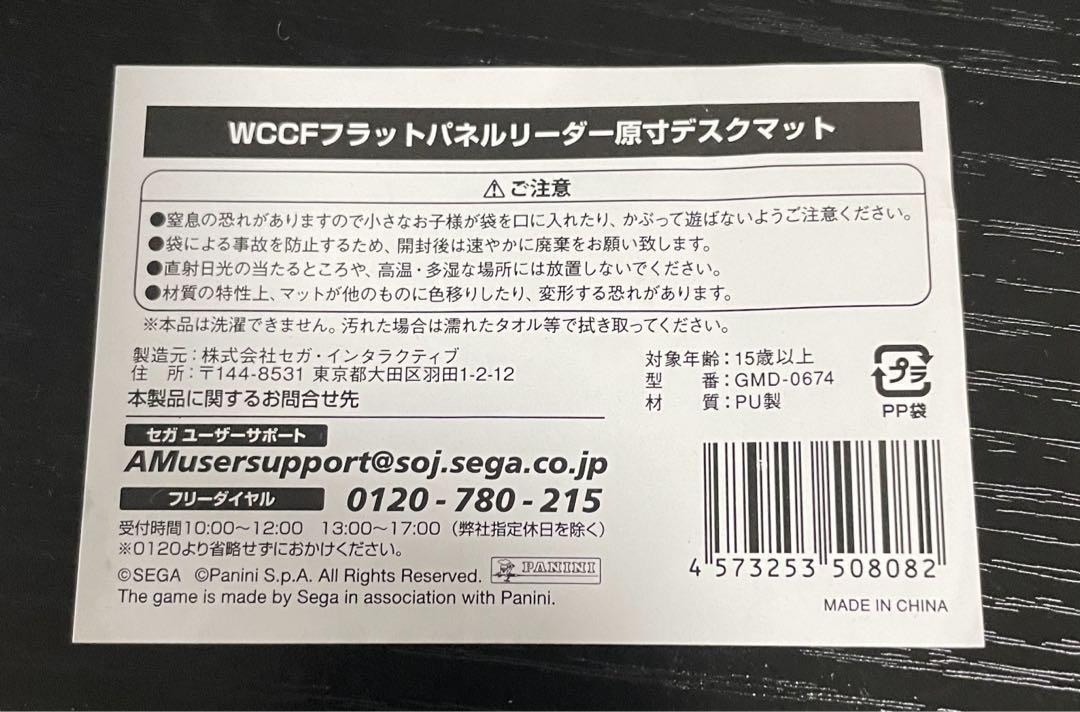 WCCFフラットパネルリーダー原寸デスクマット
⚠ご注意
●窒息の恐れがありますので小さなお子様が袋を口に入れたり、かぶって遊ばないようご注意ください。
●袋による事故を防止するため、開封後は速やかに廃棄をお願い致します。
●直射日光の当たるところや、高温・多湿な場所には放置しないでください。
●材質の特性上、マットが他のものに色移りしたり、変形する恐れがあります。
※本品は洗濯できません。汚れた場合は濡れたタオル等で拭き取ってください。
製造元：株式会社セガ・インタラクティブ
住　所：〒144-8531 東京都大田区羽田1-2-12
本製品に関するお問合せ先
セガ ユーザーサポート
AMusersupport@soj.sega.co.jp
フリーダイヤル 0120-780-215
受付時間10:00～12:00　13:00～17:00（弊社指定休日を除く）
※0120より省略せずにおかけください。
©SEGA ©Panini S.p.A. All Rights Reserved. PANINI
The game is made by Sega in association with Panini.
対象年齢：15歳以上
型　　番：GMD-0674
材　　質：PU製
プラ
PP袋
4 573253 508082
MADE IN CHINA